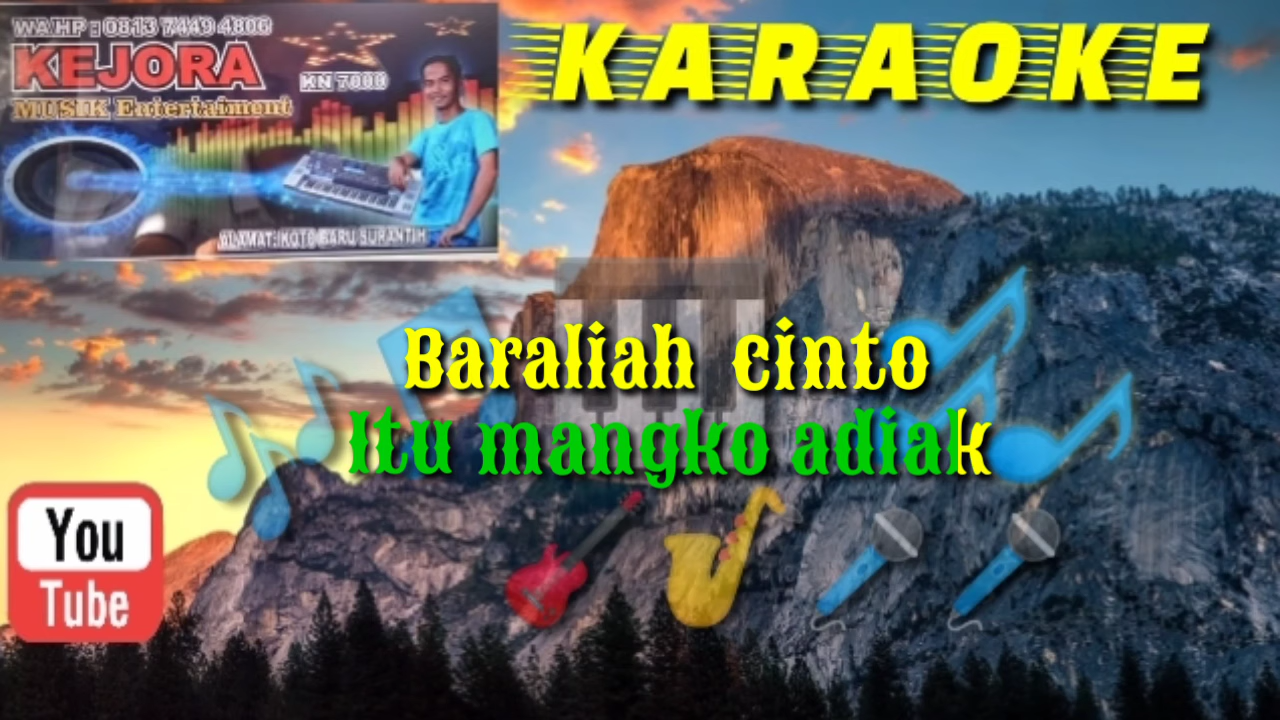 WA/HP : 0813 7449 4806
KEJORA
KN 7000
MUSIK Entertaiment
ALAMAT: KOTO BARU SURANTIH
KARAOKE
Baraliah cinto
Itu mangko adiak
You
Tube